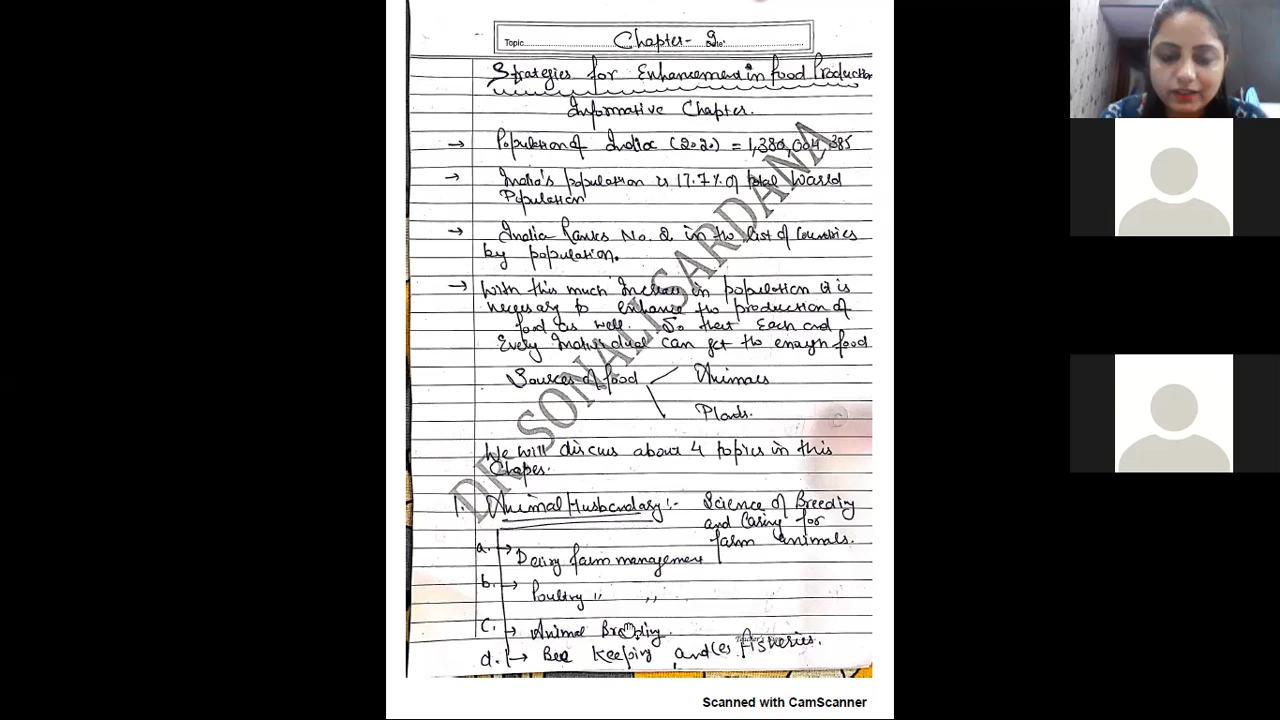 Topic Chapter- 9 Date:
Strategies for Enhancement in food Production
Informative Chapter.
→ Population of India (2020) = 1,380,004,385
→ India's population is 17.7% of total World
Population
→ India Ranks No. 2 in the list of Countries
by population.
→ With this much Increase in population it is
necessary to enhance the production of
food as well. So that Each and
Every Individual can get the enough food
Sources of food Animals
Plants.
We will discuss about 4 topics in this
Chapes.
1. Animal Husbandary :- Science of Breeding
and Caring for
farm animals.
a. → Dairy farm management
b. → Poultry " "
c. → Animal Breeding.
d. → Bee Keeping and (e) fisheries.
DR. SONALI SARDANA
Scanned with CamScanner